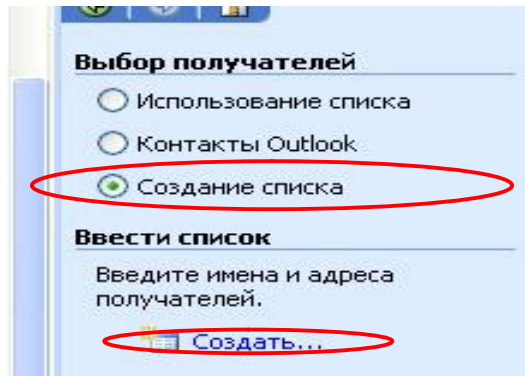 Выбор получателей
Использование списка
Контакты Outlook
Создание списка
Ввести список
Введите имена и адреса
получателей.
Создать...